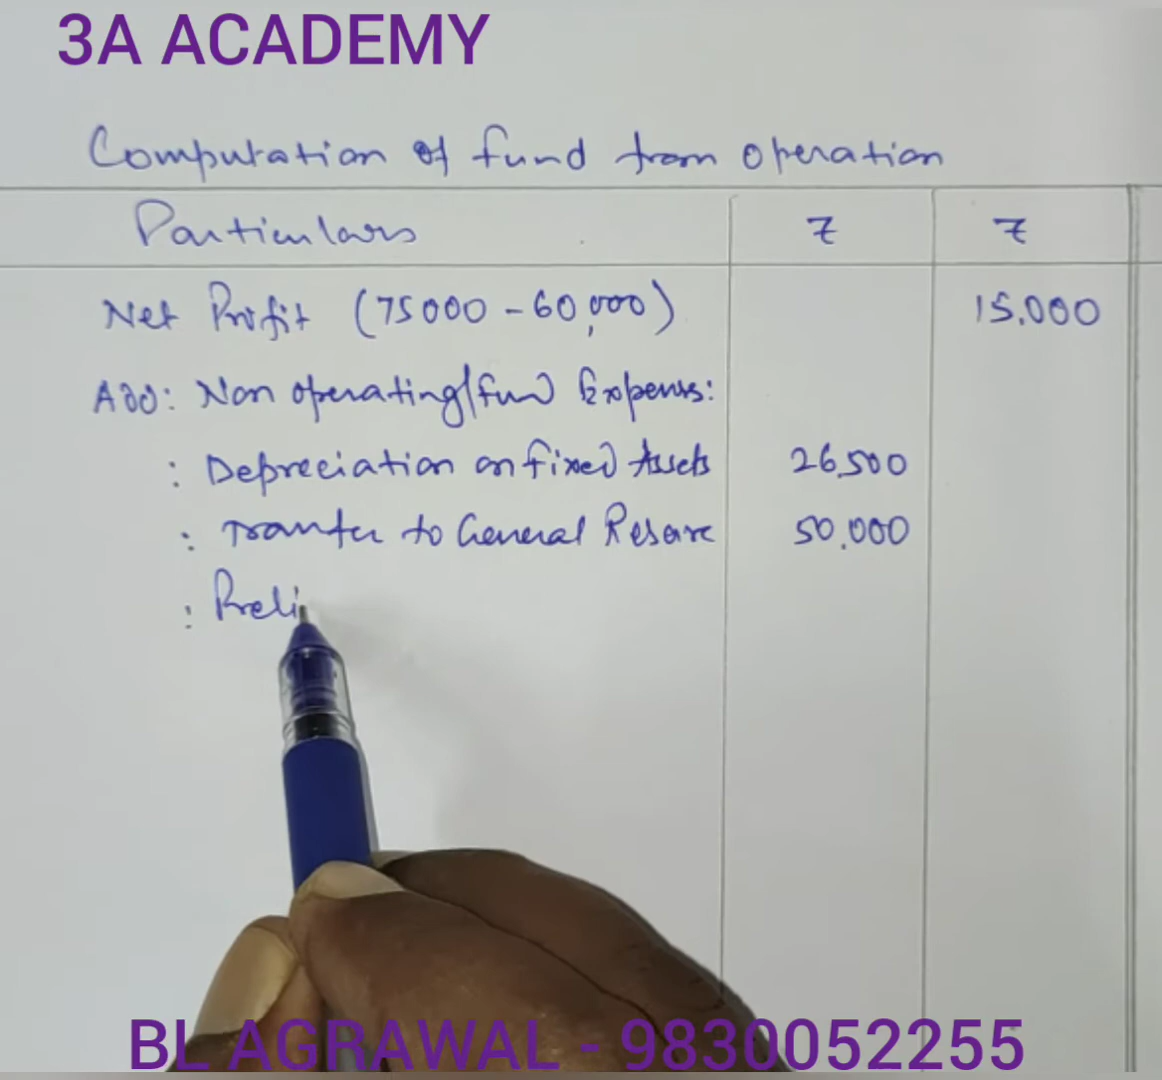 3A ACADEMY
Computation of fund from operation
Particulars ₹ ₹
Net Profit (75000 - 60,000) 15,000
Add: Non operating/fund Expenses:
: Depreciation on fixed Assets 26,500
: Transfer to General Reserve 50,000
: Preli
BL AGRAWAL - 9830052255